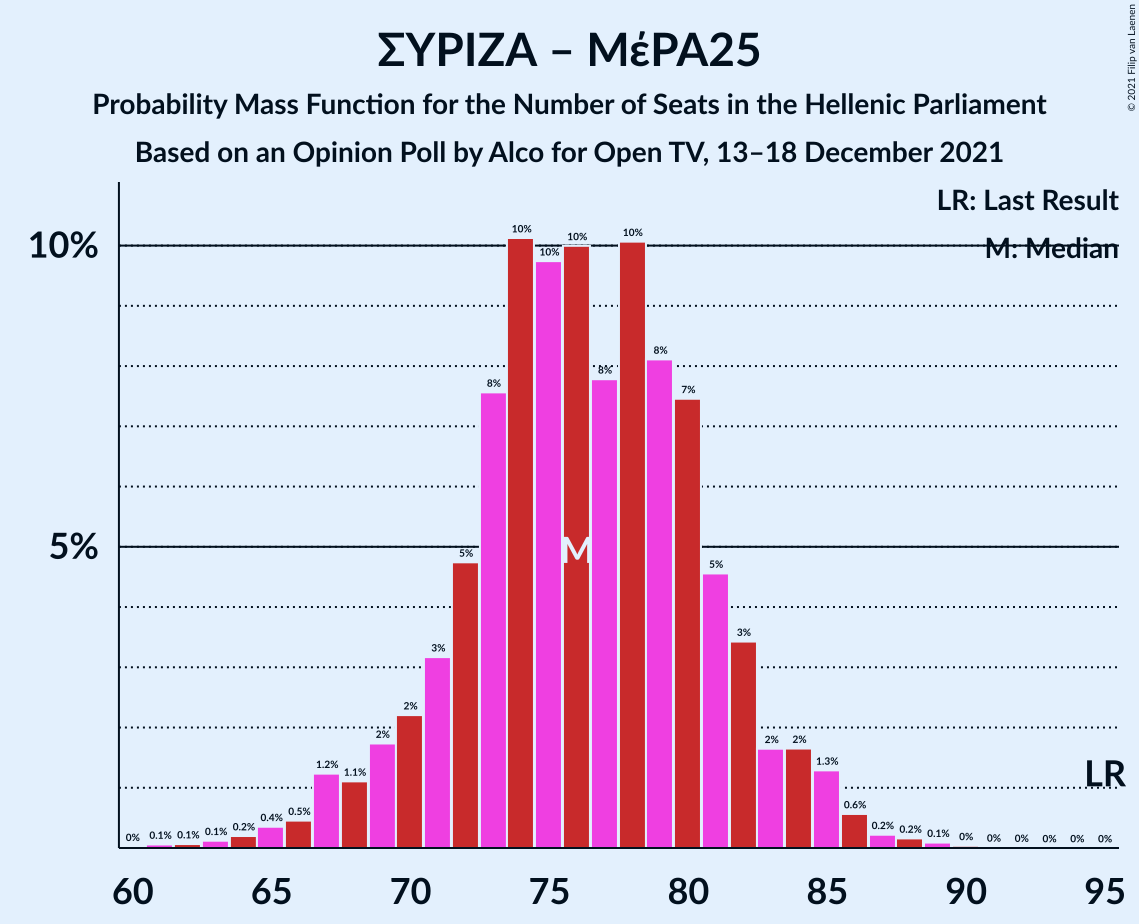 ΣΥΡΙΖΑ – ΜέΡΑ25
Probability Mass Function for the Number of Seats in the Hellenic Parliament
Based on an Opinion Poll by Alco for Open TV, 13–18 December 2021
© 2021 Filip van Laenen
LR: Last Result
M: Median
10%
5%
0% 0.1% 0.1% 0.1% 0.2% 0.4% 0.5% 1.2% 1.1% 2% 2% 3% 5% 8% 10% 10% 10% 8% 10% 8% 7% 5% 3% 2% 2% 1.3% 0.6% 0.2% 0.2% 0.1% 0% 0% 0% 0% 0% 0%
M
LR
60 65 70 75 80 85 90 95